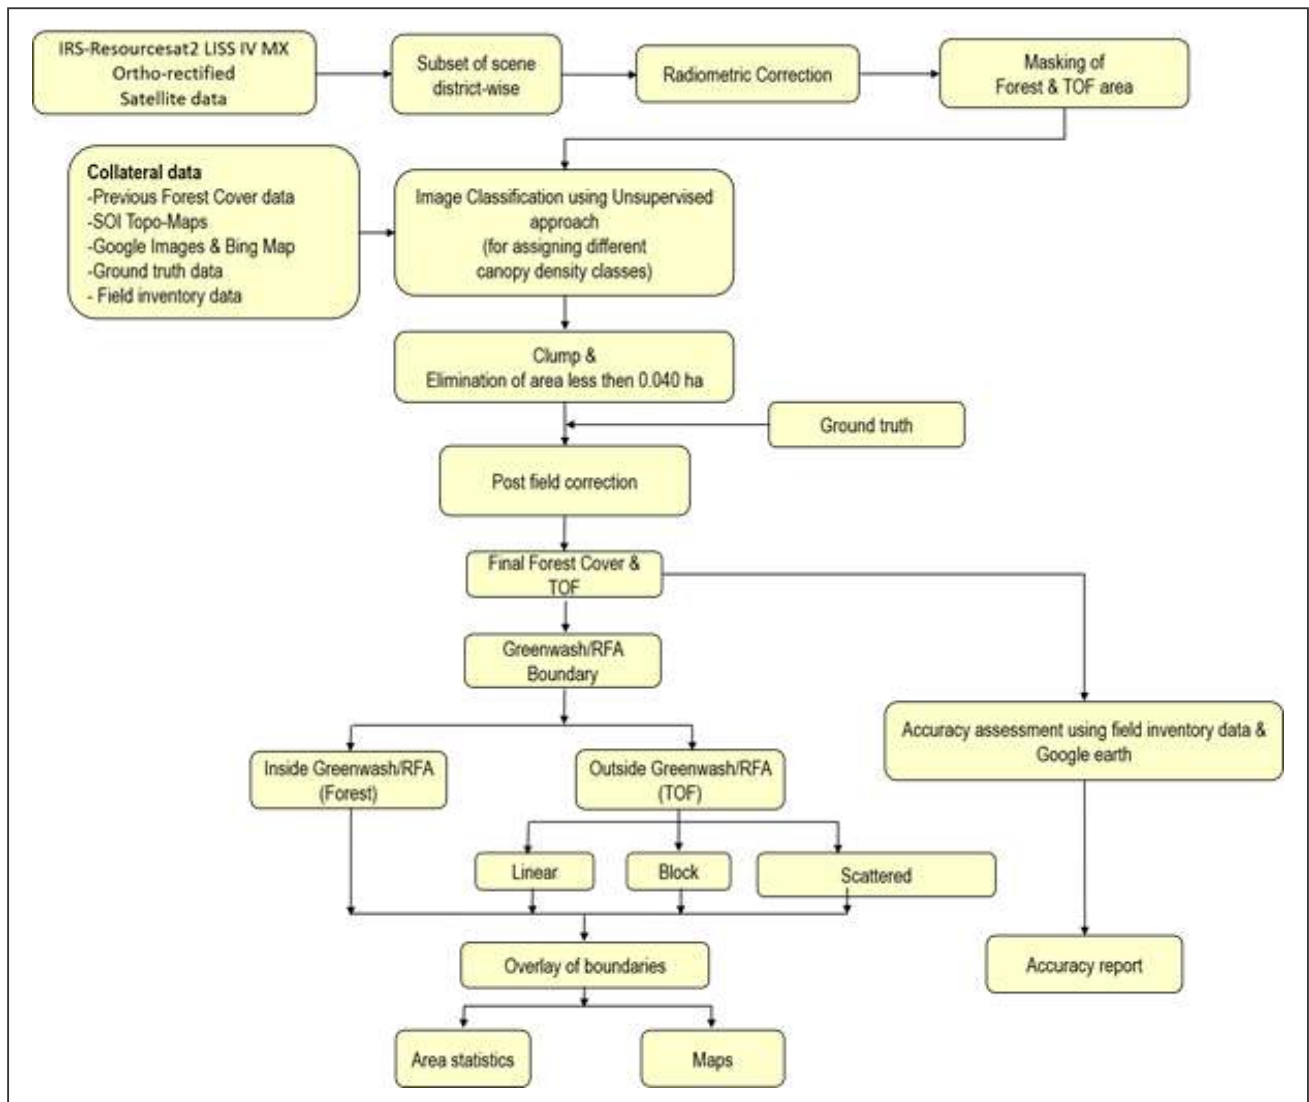 IRS-Resourcesat2 LISS IV MX
Ortho-rectified
Satellite data
Subset of scene
district-wise
Radiometric Correction
Masking of
Forest & TOF area
Collateral data
-Previous Forest Cover data
-SOI Topo-Maps
-Google Images & Bing Map
-Ground truth data
- Field inventory data
Image Classification using Unsupervised
approach
(for assigning different
canopy density classes)
Clump &
Elimination of area less then 0.040 ha
Ground truth
Post field correction
Final Forest Cover &
TOF
Greenwash/RFA
Boundary
Accuracy assessment using field inventory data &
Google earth
Inside Greenwash/RFA
(Forest)
Outside Greenwash/RFA
(TOF)
Linear
Block
Scattered
Overlay of boundaries
Accuracy report
Area statistics
Maps